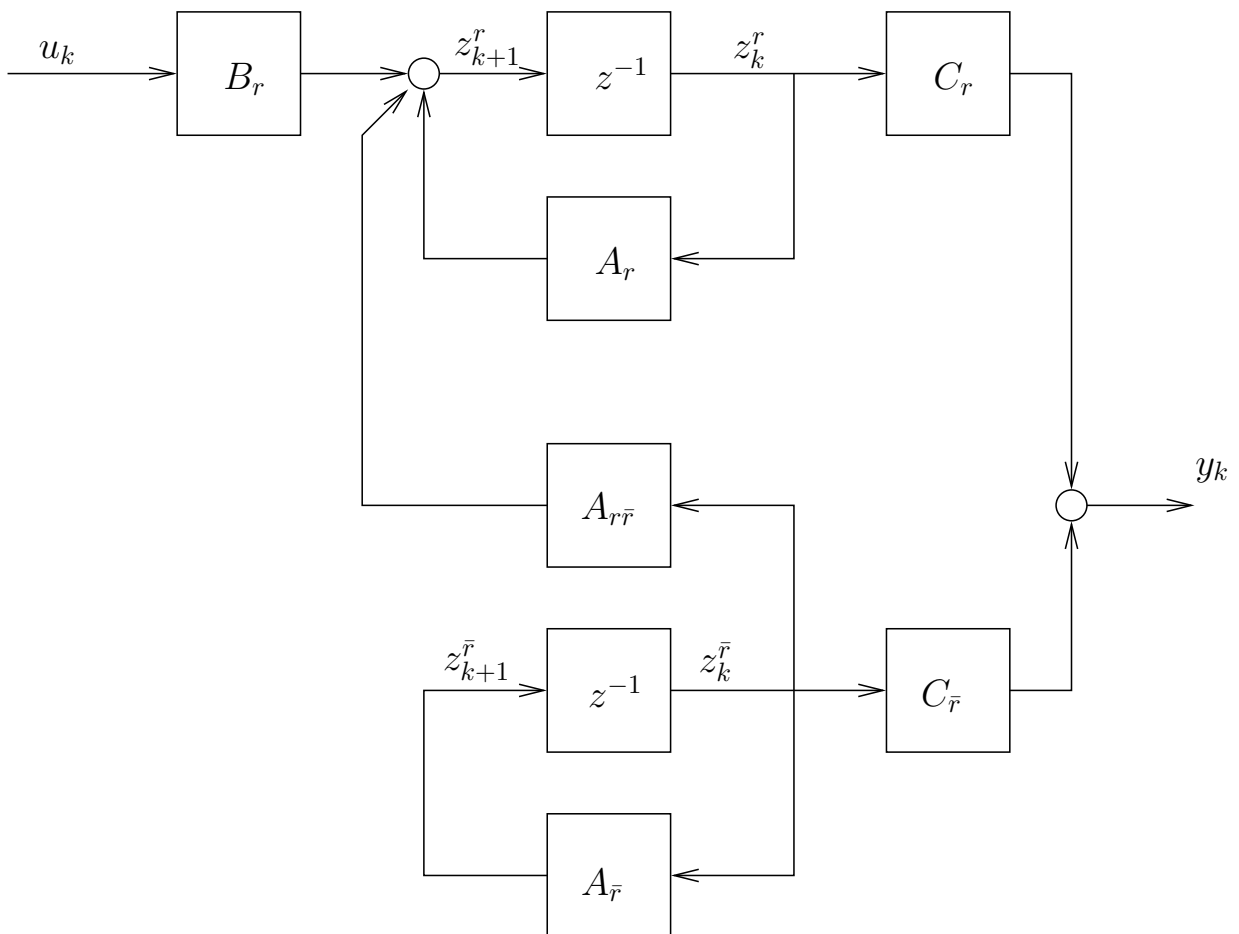 u_k
B_r
z^r_{k+1}
z^{-1}
z^r_k
C_r
A_r
A_{r\bar{r}}
y_k
z^{\bar{r}}_{k+1}
z^{-1}
z^{\bar{r}}_k
C_{\bar{r}}
A_{\bar{r}}